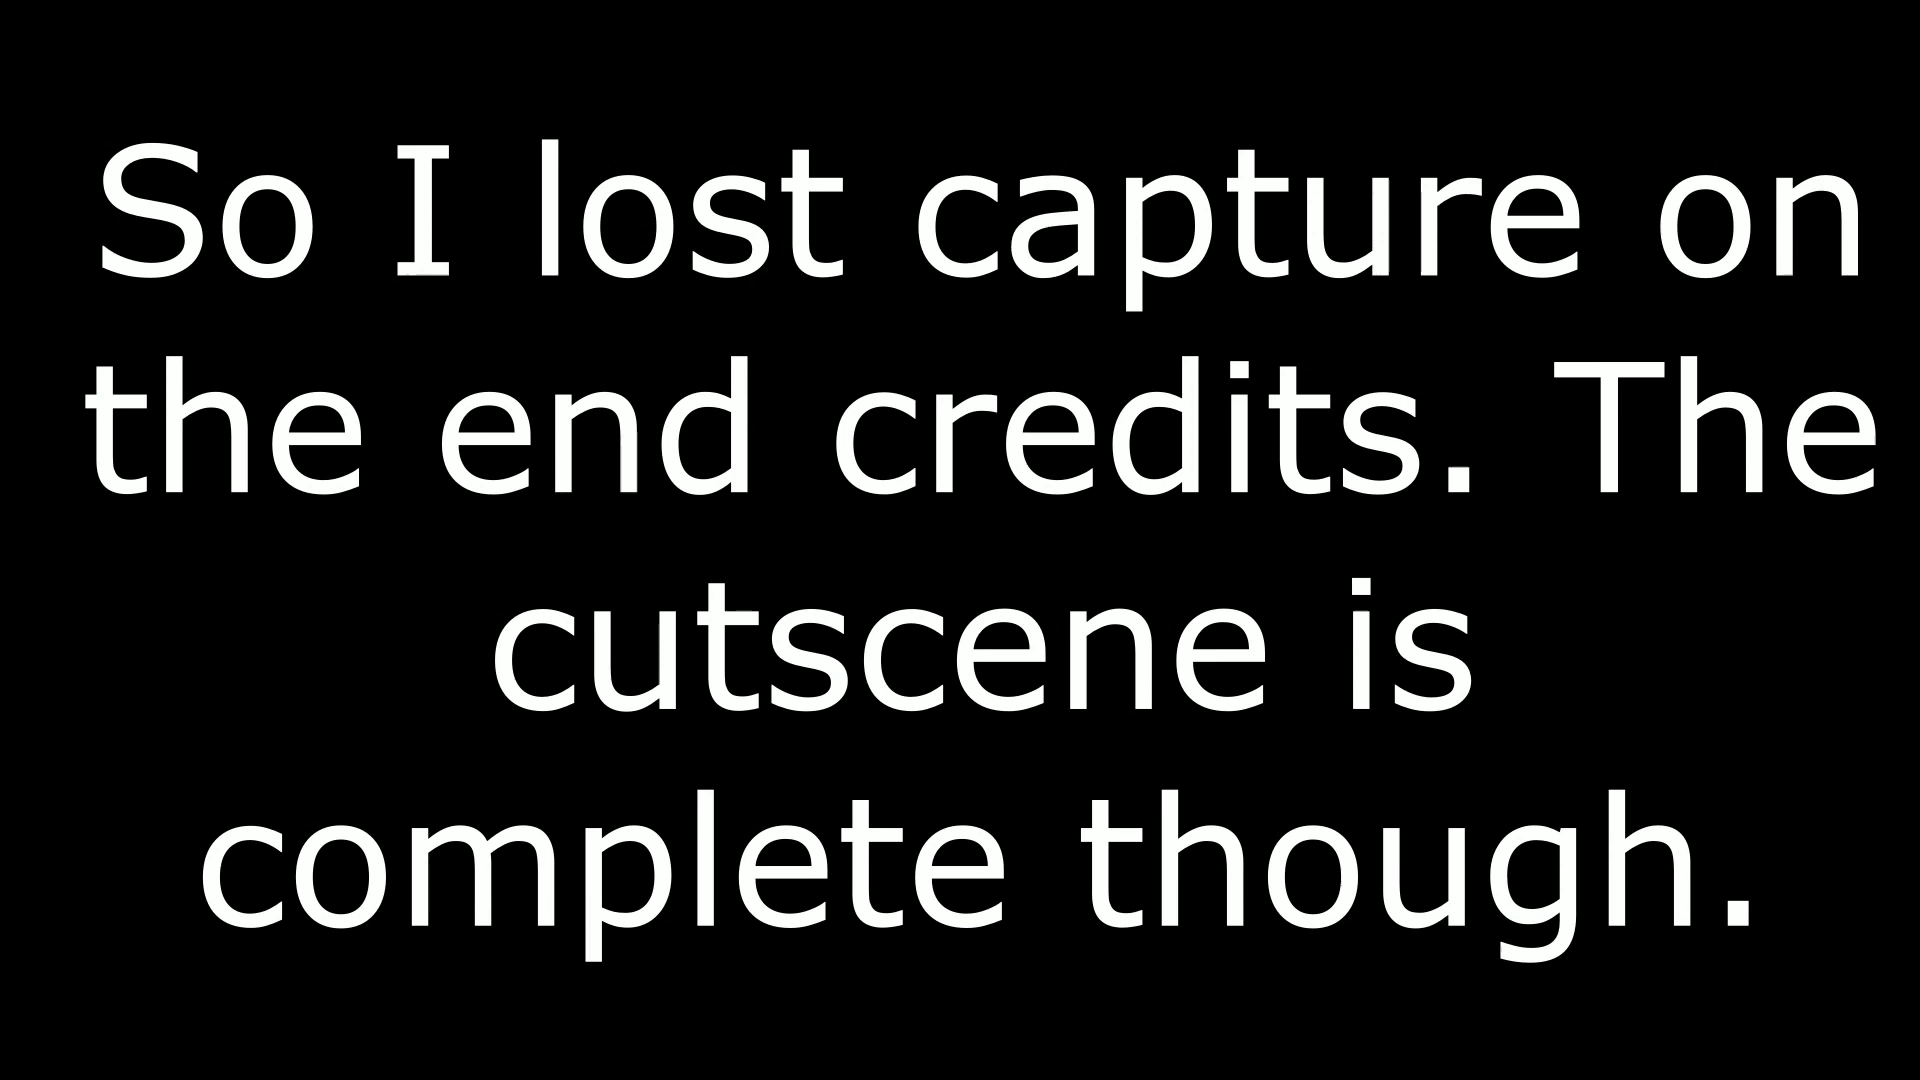 So I lost capture on
the end credits. The
cutscene is
complete though.